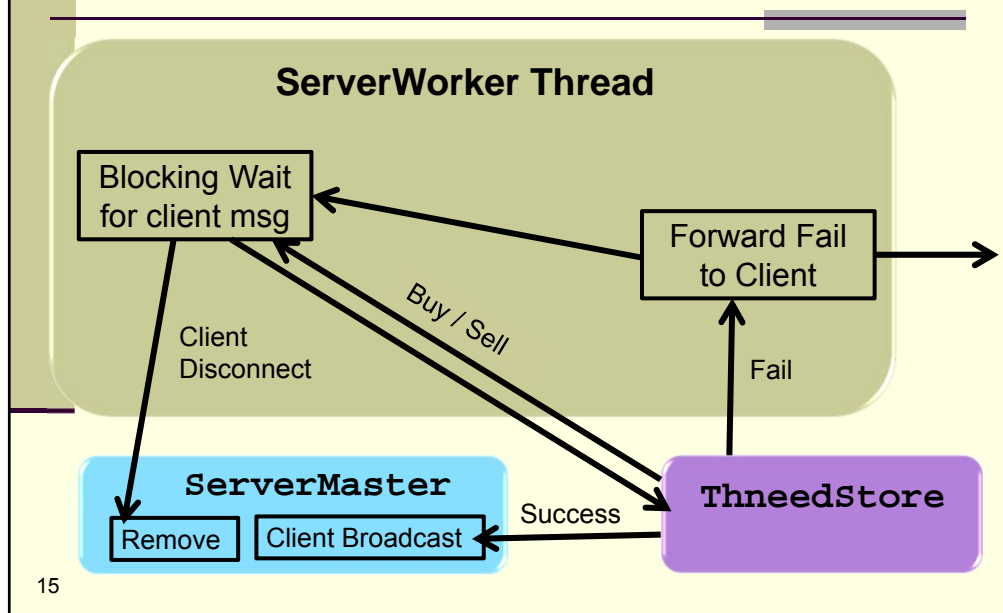 ServerWorker Thread
Blocking Wait
for client msg
Forward Fail
to Client
Buy / Sell
Client
Disconnect
Fail
ServerMaster
ThneedStore
Success
Remove
Client Broadcast
15